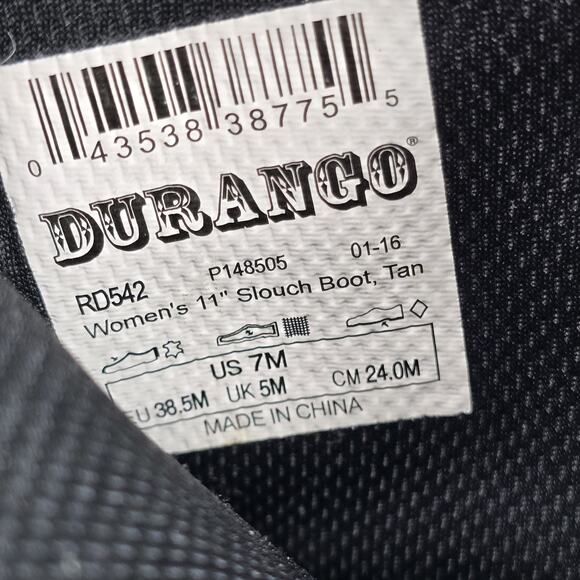 0 43538 38775 5
DURANGO®
RD542 P148505 01-16
Women's 11" Slouch Boot, Tan
US 7M
EU 38.5M UK 5M CM 24.0M
MADE IN CHINA